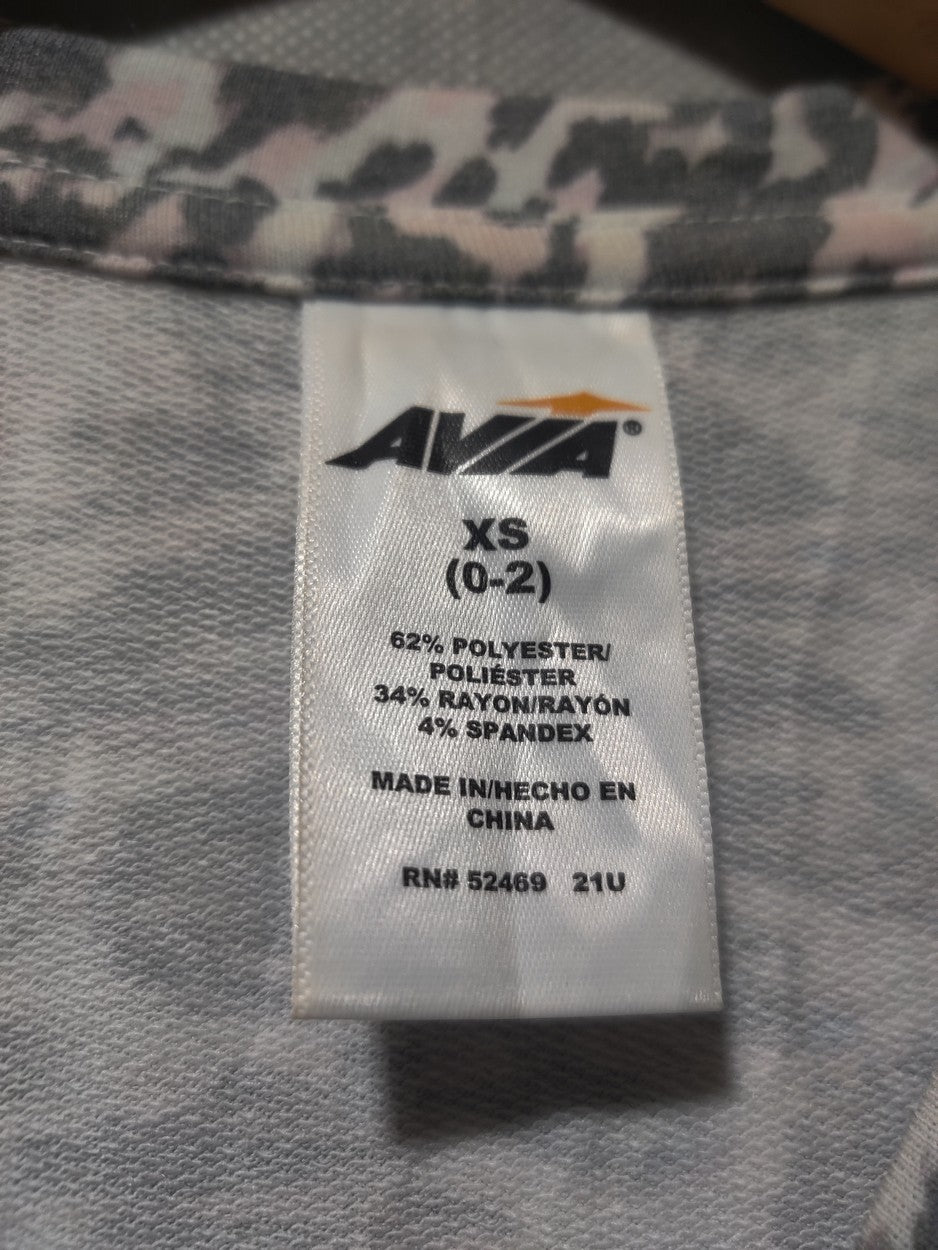 AVIA®
XS
(0-2)
62% POLYESTER/
POLIÉSTER
34% RAYON/RAYÓN
4% SPANDEX
MADE IN/HECHO EN
CHINA
RN# 52469 21U